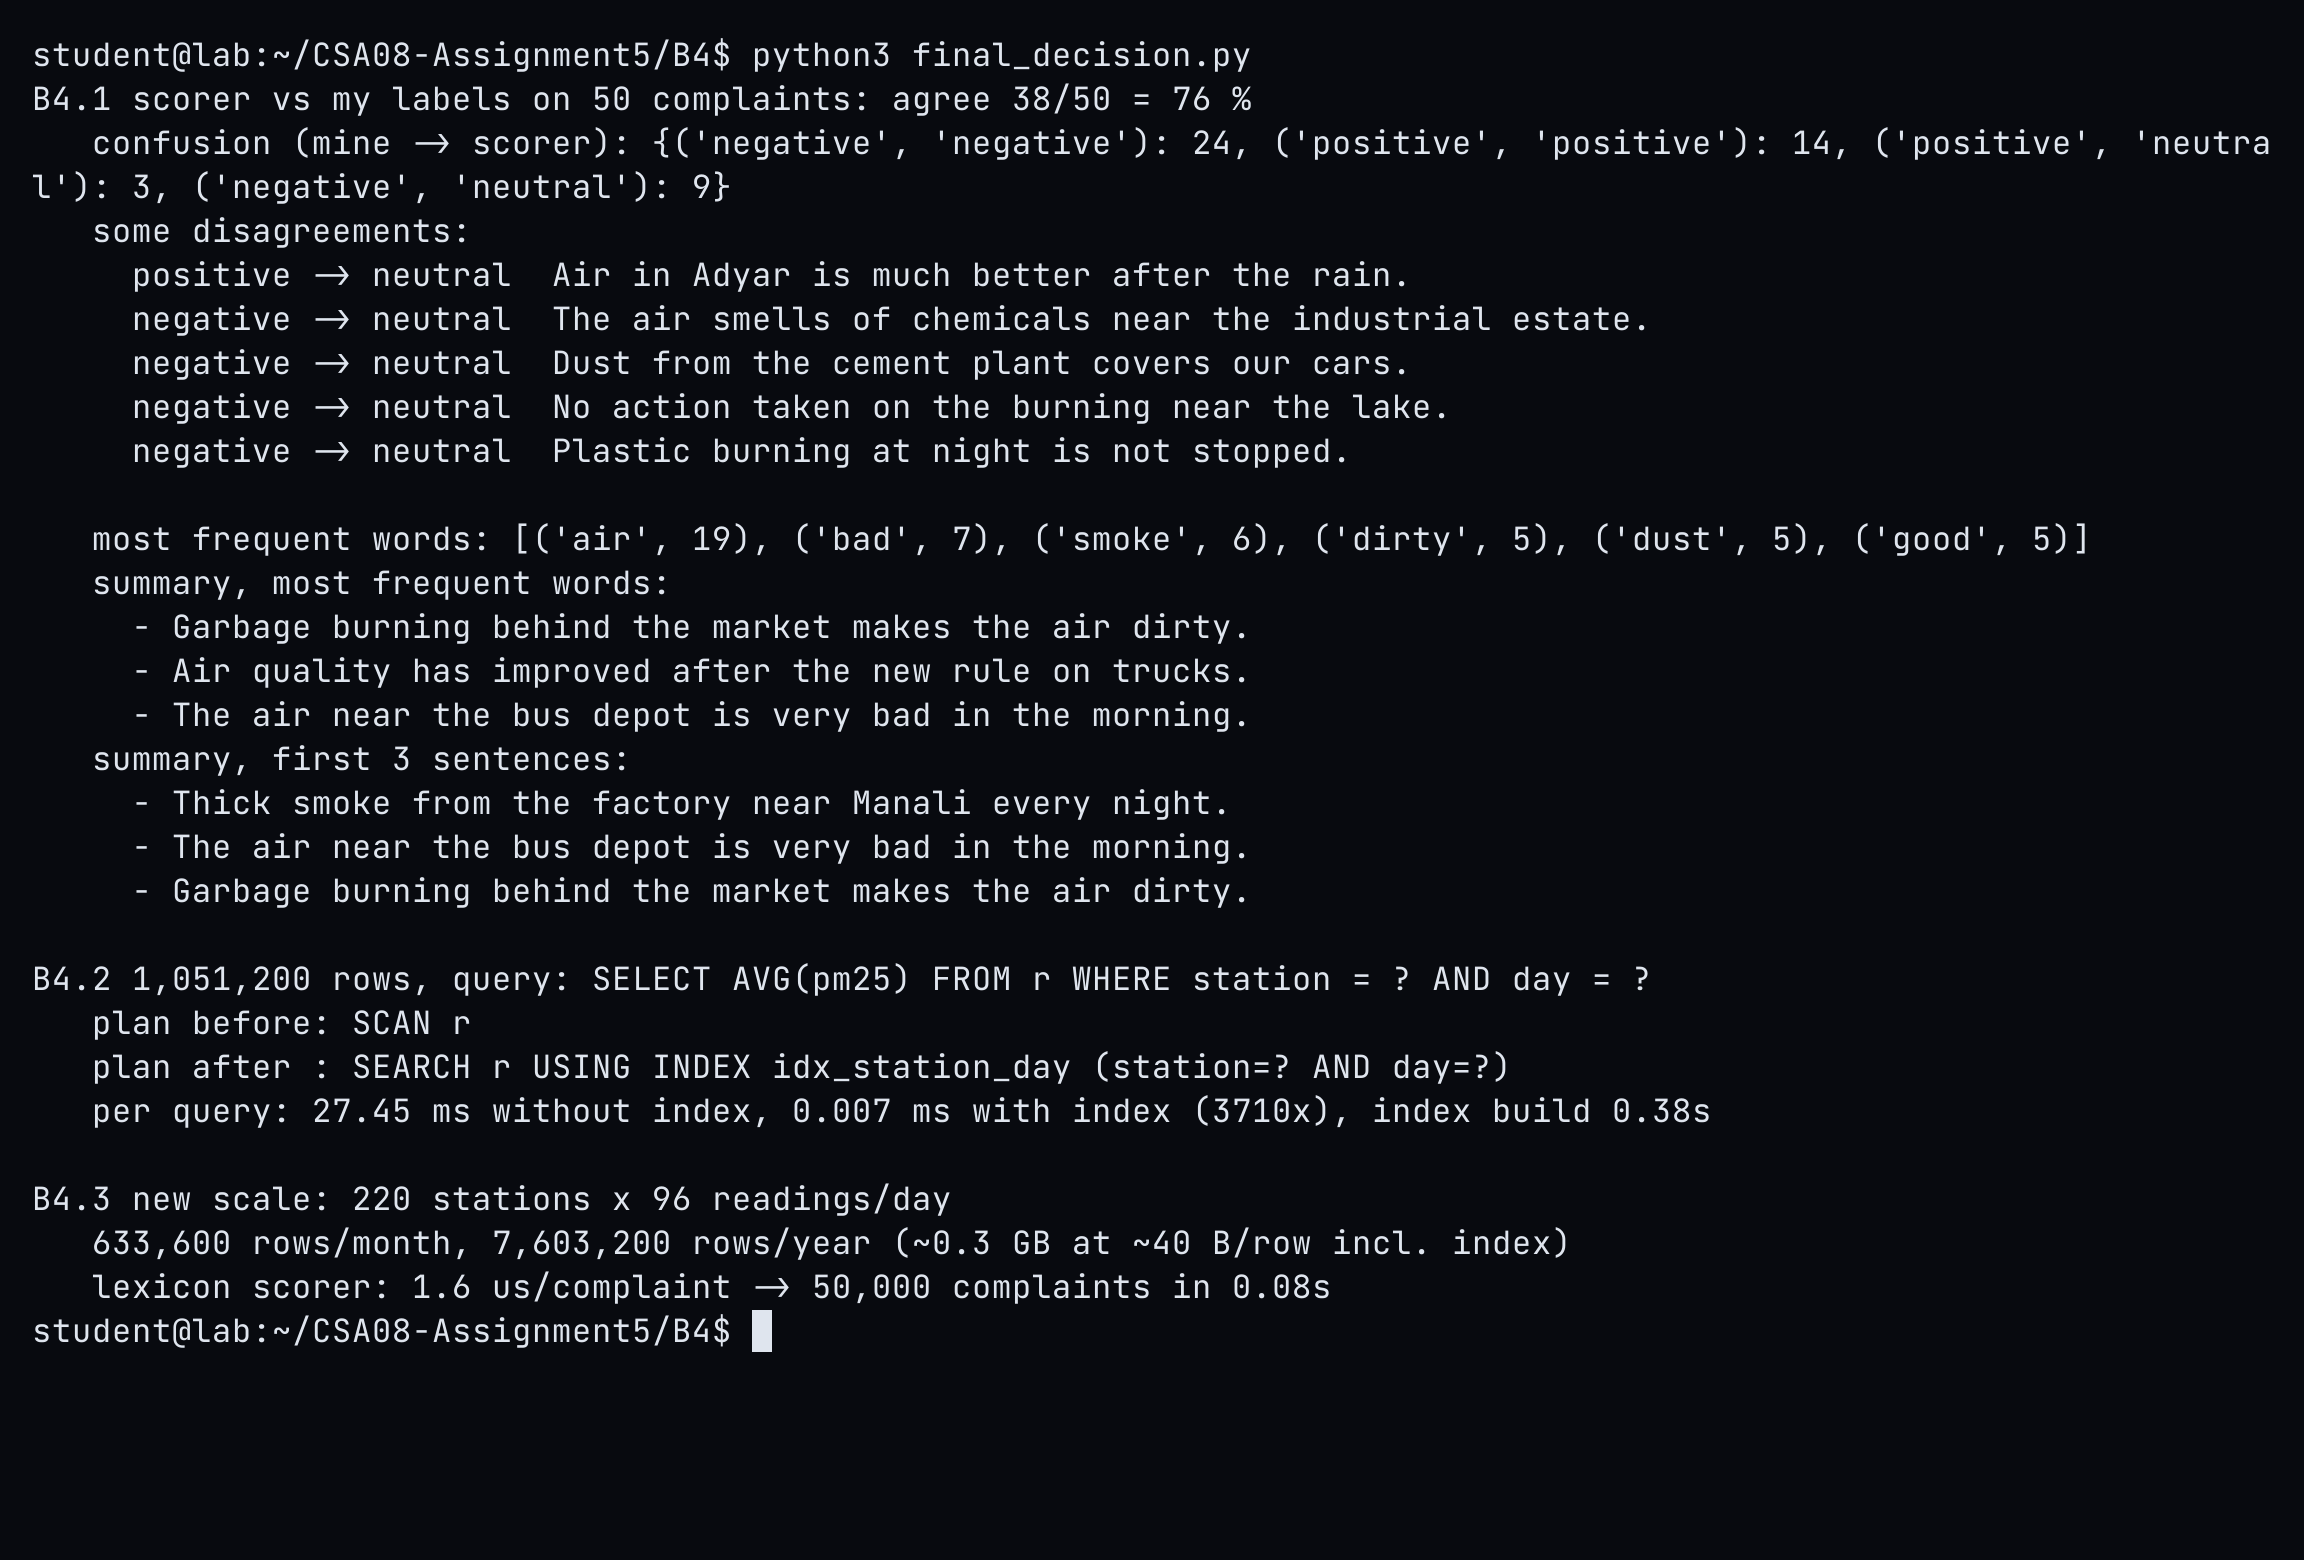 student@lab:~/CSA08-Assignment5/B4$ python3 final_decision.py
B4.1 scorer vs my labels on 50 complaints: agree 38/50 = 76 %
   confusion (mine -> scorer): {('negative', 'negative'): 24, ('positive', 'positive'): 14, ('positive', 'neutra
l'): 3, ('negative', 'neutral'): 9}
   some disagreements:
     positive -> neutral  Air in Adyar is much better after the rain.
     negative -> neutral  The air smells of chemicals near the industrial estate.
     negative -> neutral  Dust from the cement plant covers our cars.
     negative -> neutral  No action taken on the burning near the lake.
     negative -> neutral  Plastic burning at night is not stopped.

   most frequent words: [('air', 19), ('bad', 7), ('smoke', 6), ('dirty', 5), ('dust', 5), ('good', 5)]
   summary, most frequent words:
     - Garbage burning behind the market makes the air dirty.
     - Air quality has improved after the new rule on trucks.
     - The air near the bus depot is very bad in the morning.
   summary, first 3 sentences:
     - Thick smoke from the factory near Manali every night.
     - The air near the bus depot is very bad in the morning.
     - Garbage burning behind the market makes the air dirty.

B4.2 1,051,200 rows, query: SELECT AVG(pm25) FROM r WHERE station = ? AND day = ?
   plan before: SCAN r
   plan after : SEARCH r USING INDEX idx_station_day (station=? AND day=?)
   per query: 27.45 ms without index, 0.007 ms with index (3710x), index build 0.38s

B4.3 new scale: 220 stations x 96 readings/day
   633,600 rows/month, 7,603,200 rows/year (~0.3 GB at ~40 B/row incl. index)
   lexicon scorer: 1.6 us/complaint -> 50,000 complaints in 0.08s
student@lab:~/CSA08-Assignment5/B4$